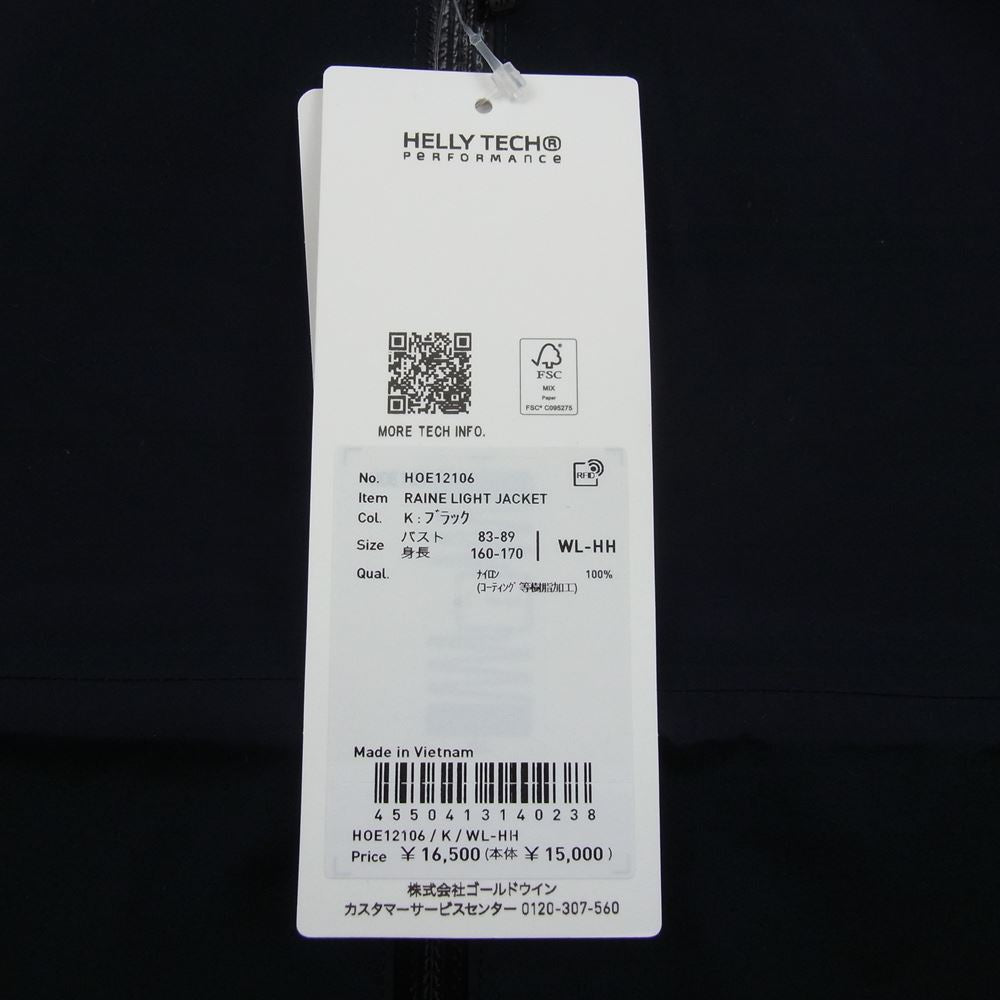 HELLY TECH®
PERFORMANCE
FSC
MIX
Paper
FSC® C095275
MORE TECH INFO.
No. HOE12106
RFID
Item RAINE LIGHT JACKET
Col. K:ブラック
Size バスト 83-89
身長 160-170
WL-HH
Qual. ナイロン 100%
(コーティング等樹脂加工)
Made in Vietnam
4550413140238
HOE12106 / K / WL-HH
Price ¥ 16,500 (本体 ¥ 15,000 )
株式会社ゴールドウイン
カスタマーサービスセンター 0120-307-560